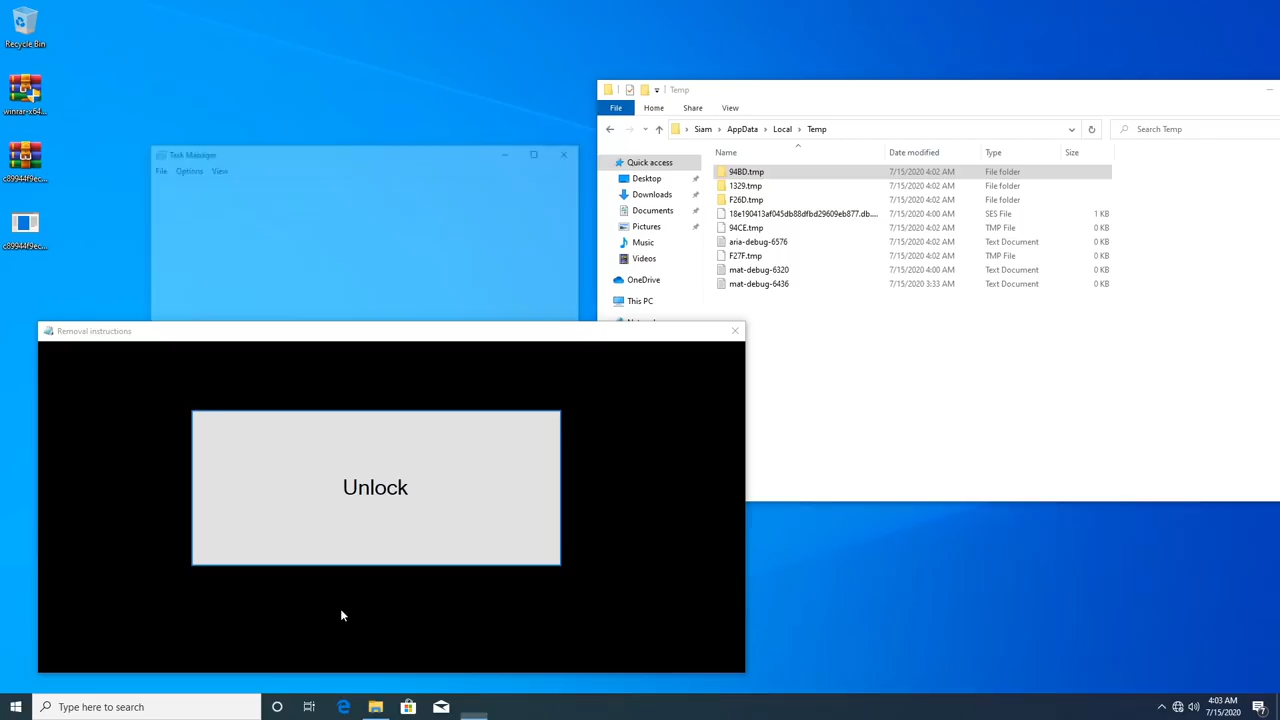 Recycle Bin
winrar-x64...
c89944f9ec...
c89944f9ec...
Task Manager
File Options View
Temp
File Home Share View
Siam AppData Local Temp
Search Temp
Name Date modified Type Size
Quick access
Desktop
Downloads
Documents
Pictures
Music
Videos
OneDrive
This PC
94BD.tmp 7/15/2020 4:02 AM File folder
1329.tmp 7/15/2020 4:02 AM File folder
F26D.tmp 7/15/2020 4:02 AM File folder
18e190413af045db88dfbd29609eb877.db.... 7/15/2020 4:00 AM SES File 1 KB
94CE.tmp 7/15/2020 4:02 AM TMP File 0 KB
aria-debug-6576 7/15/2020 4:02 AM Text Document 0 KB
F27F.tmp 7/15/2020 4:02 AM TMP File 0 KB
mat-debug-6320 7/15/2020 4:00 AM Text Document 0 KB
mat-debug-6436 7/15/2020 3:33 AM Text Document 0 KB
Removal instructions
Unlock
Type here to search
4:03 AM
7/15/2020